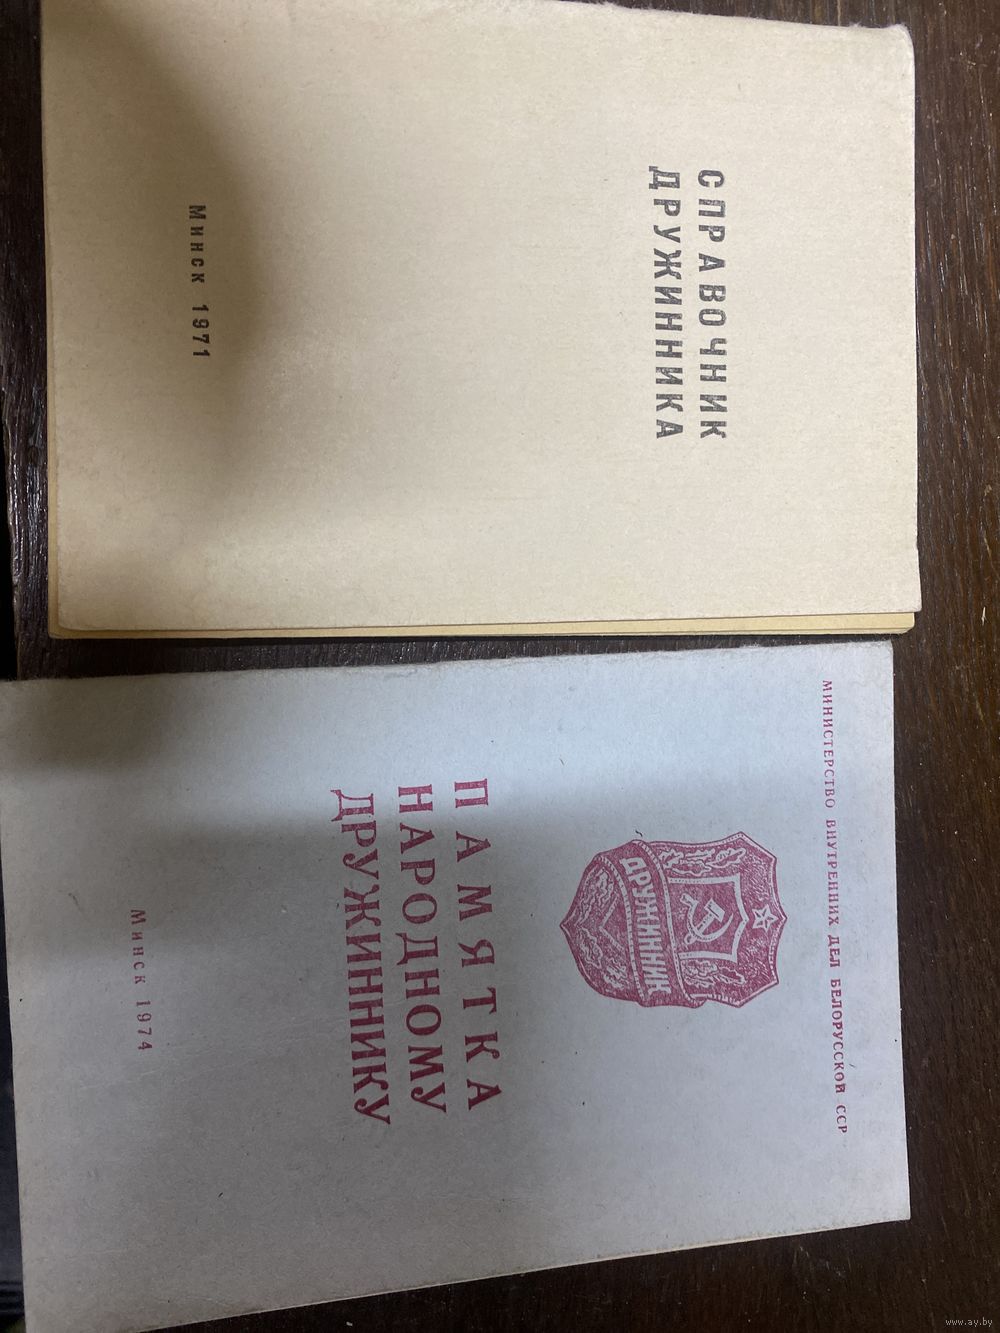 СПРАВОЧНИК
ДРУЖИННИКА
Минск 1971
МИНИСТЕРСТВО ВНУТРЕННИХ ДЕЛ БЕЛОРУССКОЙ ССР
ДРУЖИННИК
ПАМЯТКА
НАРОДНОМУ
ДРУЖИННИКУ
Минск 1974
www.ay.by